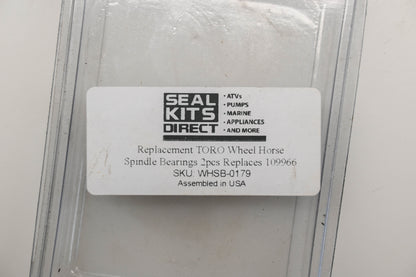 SEAL
KITS
DIRECT
· ATVs
· PUMPS
· MARINE
· APPLIANCES
· AND MORE
Replacement TORO Wheel Horse
Spindle Bearings 2pcs Replaces 109966
SKU: WHSB-0179
Assembled in USA